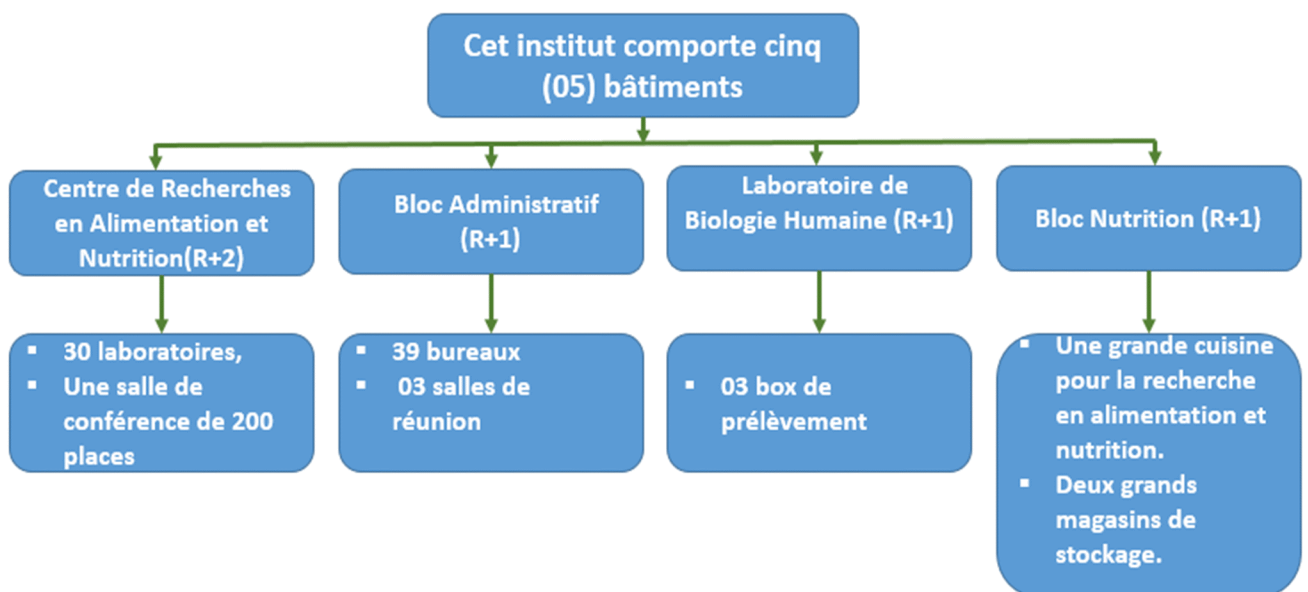 Cet institut comporte cinq
(05) bâtiments
Centre de Recherches
en Alimentation et
Nutrition(R+2)
Bloc Administratif
(R+1)
Laboratoire de
Biologie Humaine (R+1)
Bloc Nutrition (R+1)
▪ 30 laboratoires,
▪ Une salle de
conférence de 200
places
▪ 39 bureaux
▪ 03 salles de
réunion
▪ 03 box de
prélèvement
▪ Une grande cuisine
pour la recherche
en alimentation et
nutrition.
▪ Deux grands
magasins de
stockage.